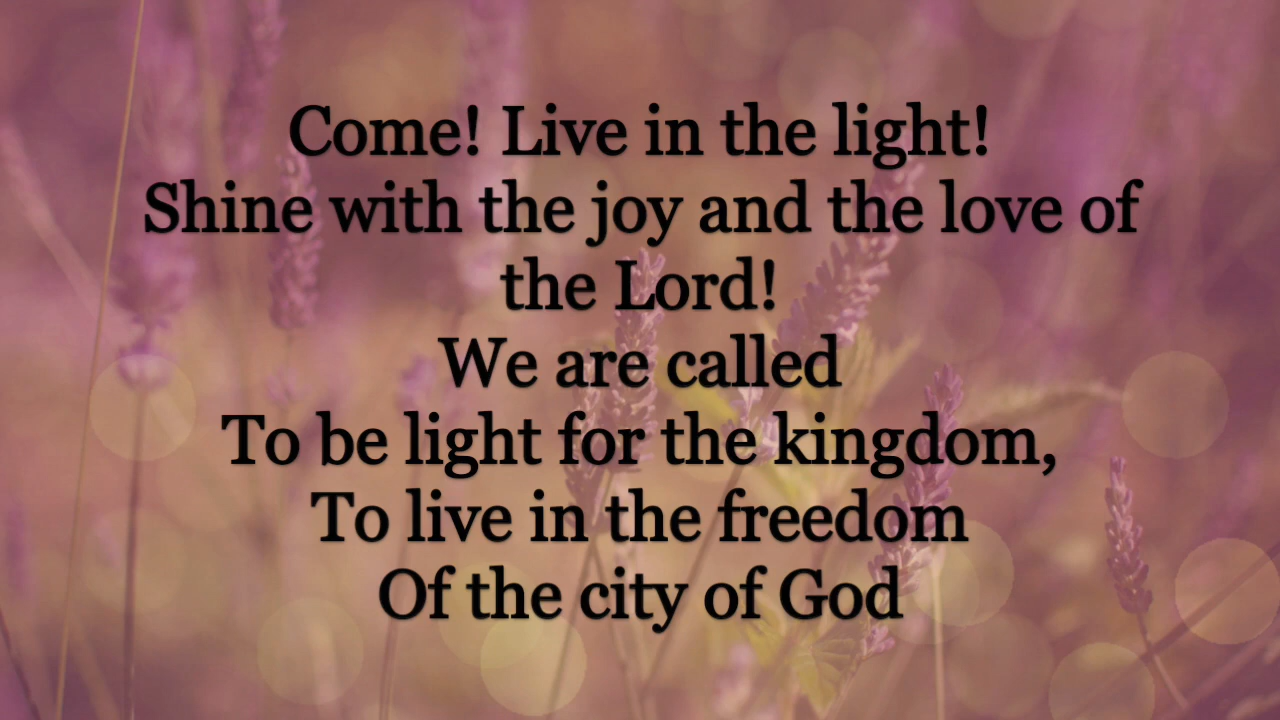 Come! Live in the light!
Shine with the joy and the love of
the Lord!
We are called
To be light for the kingdom,
To live in the freedom
Of the city of God